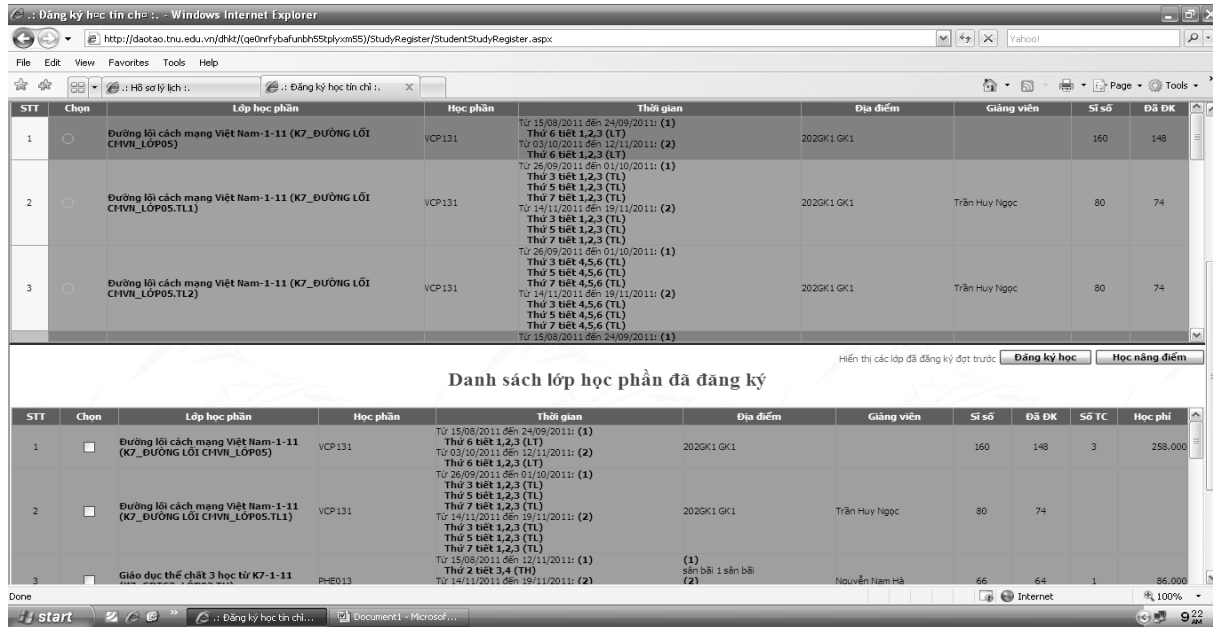 .: Đăng ký học tín chỉ :. - Windows Internet Explorer
http://daotao.tnu.edu.vn/dhkt/(qe0nrfybafunbh55tplyxm55)/StudyRegister/StudentStudyRegister.aspx
Yahoo!
File Edit View Favorites Tools Help
.: Hồ sơ lý lịch :.
.: Đăng ký học tín chỉ :.
Page Tools
STT Chọn Lớp học phần Học phần Thời gian Địa điểm Giảng viên Sĩ số Đã ĐK
1 Đường lối cách mạng Việt Nam-1-11 (K7_ĐƯỜNG LỐI CMVN_LỚP05) VCP131 202GK1 GK1 160 148
Từ 15/08/2011 đến 24/09/2011: (1)
Thứ 6 tiết 1,2,3 (LT)
Từ 03/10/2011 đến 12/11/2011: (2)
Thứ 6 tiết 1,2,3 (LT)
2 Đường lối cách mạng Việt Nam-1-11 (K7_ĐƯỜNG LỐI CMVN_LỚP05.TL1) VCP131 202GK1 GK1 Trần Huy Ngọc 80 74
Từ 26/09/2011 đến 01/10/2011: (1)
Thứ 3 tiết 1,2,3 (TL)
Thứ 5 tiết 1,2,3 (TL)
Thứ 7 tiết 1,2,3 (TL)
Từ 14/11/2011 đến 19/11/2011: (2)
Thứ 3 tiết 1,2,3 (TL)
Thứ 5 tiết 1,2,3 (TL)
Thứ 7 tiết 1,2,3 (TL)
3 Đường lối cách mạng Việt Nam-1-11 (K7_ĐƯỜNG LỐI CMVN_LỚP05.TL2) VCP131 202GK1 GK1 Trần Huy Ngọc 80 74
Từ 26/09/2011 đến 01/10/2011: (1)
Thứ 3 tiết 4,5,6 (TL)
Thứ 5 tiết 4,5,6 (TL)
Thứ 7 tiết 4,5,6 (TL)
Từ 14/11/2011 đến 19/11/2011: (2)
Thứ 3 tiết 4,5,6 (TL)
Thứ 5 tiết 4,5,6 (TL)
Thứ 7 tiết 4,5,6 (TL)
Từ 15/08/2011 đến 24/09/2011: (1)
Hiển thị các lớp đã đăng ký đợt trước Đăng ký học Học nâng điểm
Danh sách lớp học phần đã đăng ký
STT Chọn Lớp học phần Học phần Thời gian Địa điểm Giảng viên Sĩ số Đã ĐK Số TC Học phí
1 Đường lối cách mạng Việt Nam-1-11 (K7_ĐƯỜNG LỐI CMVN_LỚP05) VCP131 202GK1 GK1 160 148 3 258.000
Từ 15/08/2011 đến 24/09/2011: (1)
Thứ 6 tiết 1,2,3 (LT)
Từ 03/10/2011 đến 12/11/2011: (2)
Thứ 6 tiết 1,2,3 (LT)
2 Đường lối cách mạng Việt Nam-1-11 (K7_ĐƯỜNG LỐI CMVN_LỚP05.TL1) VCP131 202GK1 GK1 Trần Huy Ngọc 80 74
Từ 26/09/2011 đến 01/10/2011: (1)
Thứ 3 tiết 1,2,3 (TL)
Thứ 5 tiết 1,2,3 (TL)
Thứ 7 tiết 1,2,3 (TL)
Từ 14/11/2011 đến 19/11/2011: (2)
Thứ 3 tiết 1,2,3 (TL)
Thứ 5 tiết 1,2,3 (TL)
Thứ 7 tiết 1,2,3 (TL)
3 Giáo dục thể chất 3 học từ K7-1-11 PHE013 Nguyễn Nam Hà 66 64 1 86.000
Từ 15/08/2011 đến 12/11/2011: (1)
Thứ 2 tiết 3,4 (TH)
Từ 14/11/2011 đến 19/11/2011: (2)
(1)
sân bãi 1 sân bãi
(2)
Done Internet 100%
start .: Đăng ký học tín chỉ... Document1 - Microsof... 9 22 AM